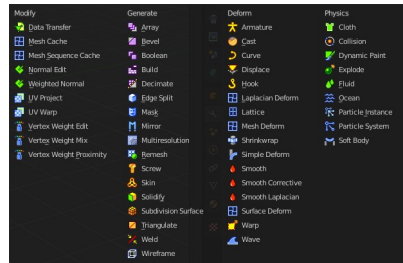 Modify
Data Transfer
Mesh Cache
Mesh Sequence Cache
Normal Edit
Weighted Normal
UV Project
UV Warp
Vertex Weight Edit
Vertex Weight Mix
Vertex Weight Proximity
Generate
Array
Bevel
Boolean
Build
Decimate
Edge Split
Mask
Mirror
Multiresolution
Remesh
Screw
Skin
Solidify
Subdivision Surface
Triangulate
Weld
Wireframe
Deform
Armature
Cast
Curve
Displace
Hook
Laplacian Deform
Lattice
Mesh Deform
Shrinkwrap
Simple Deform
Smooth
Smooth Corrective
Smooth Laplacian
Surface Deform
Warp
Wave
Physics
Cloth
Collision
Dynamic Paint
Explode
Fluid
Ocean
Particle Instance
Particle System
Soft Body